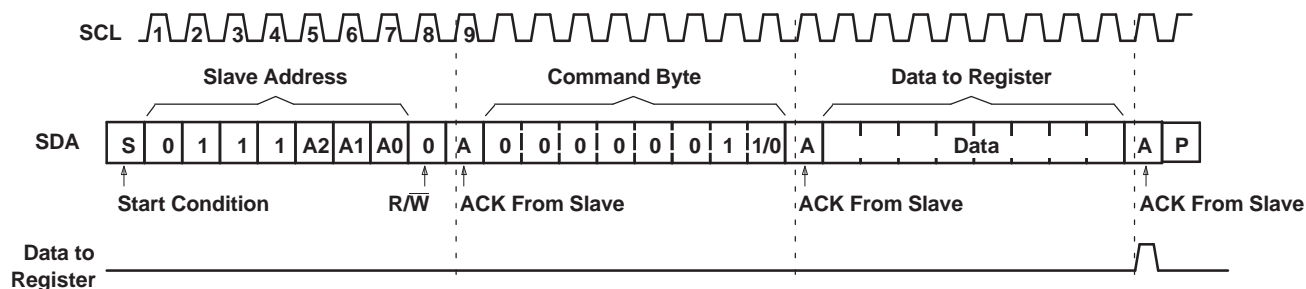 SCL 1 2 3 4 5 6 7 8 9
Slave Address Command Byte Data to Register
SDA S 0 1 1 1 A2 A1 A0 0 A 0 0 0 0 0 0 1 1/0 A Data A P
Start Condition R/W ACK From Slave ACK From Slave ACK From Slave
Data to
Register